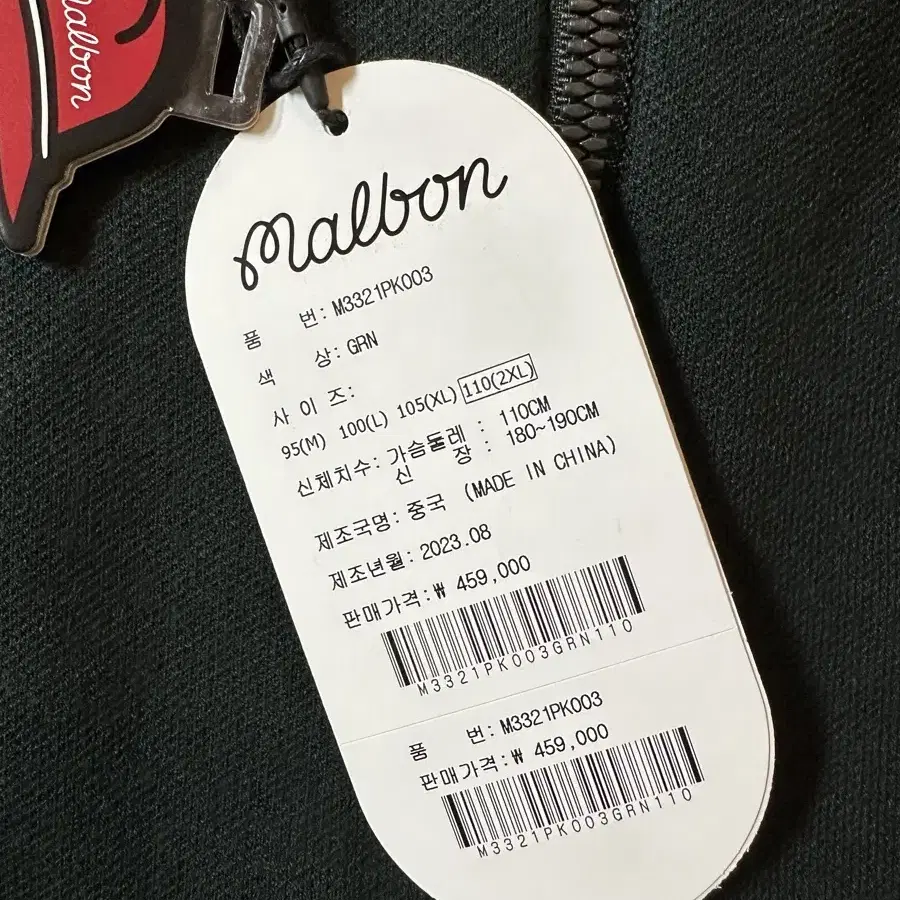 Malbon
Malbon
품 번: M3321PK003
색 상: GRN
사 이 즈:
95(M) 100(L) 105(XL) 110(2XL)
신체치수: 가슴둘레 : 110CM
신 장 : 180~190CM
제조국명: 중국 (MADE IN CHINA)
제조년월: 2023.08
판매가격:₩ 459,000
M3321PK003GRN110
품 번: M3321PK003
판매가격:₩ 459,000
M3321PK003GRN110